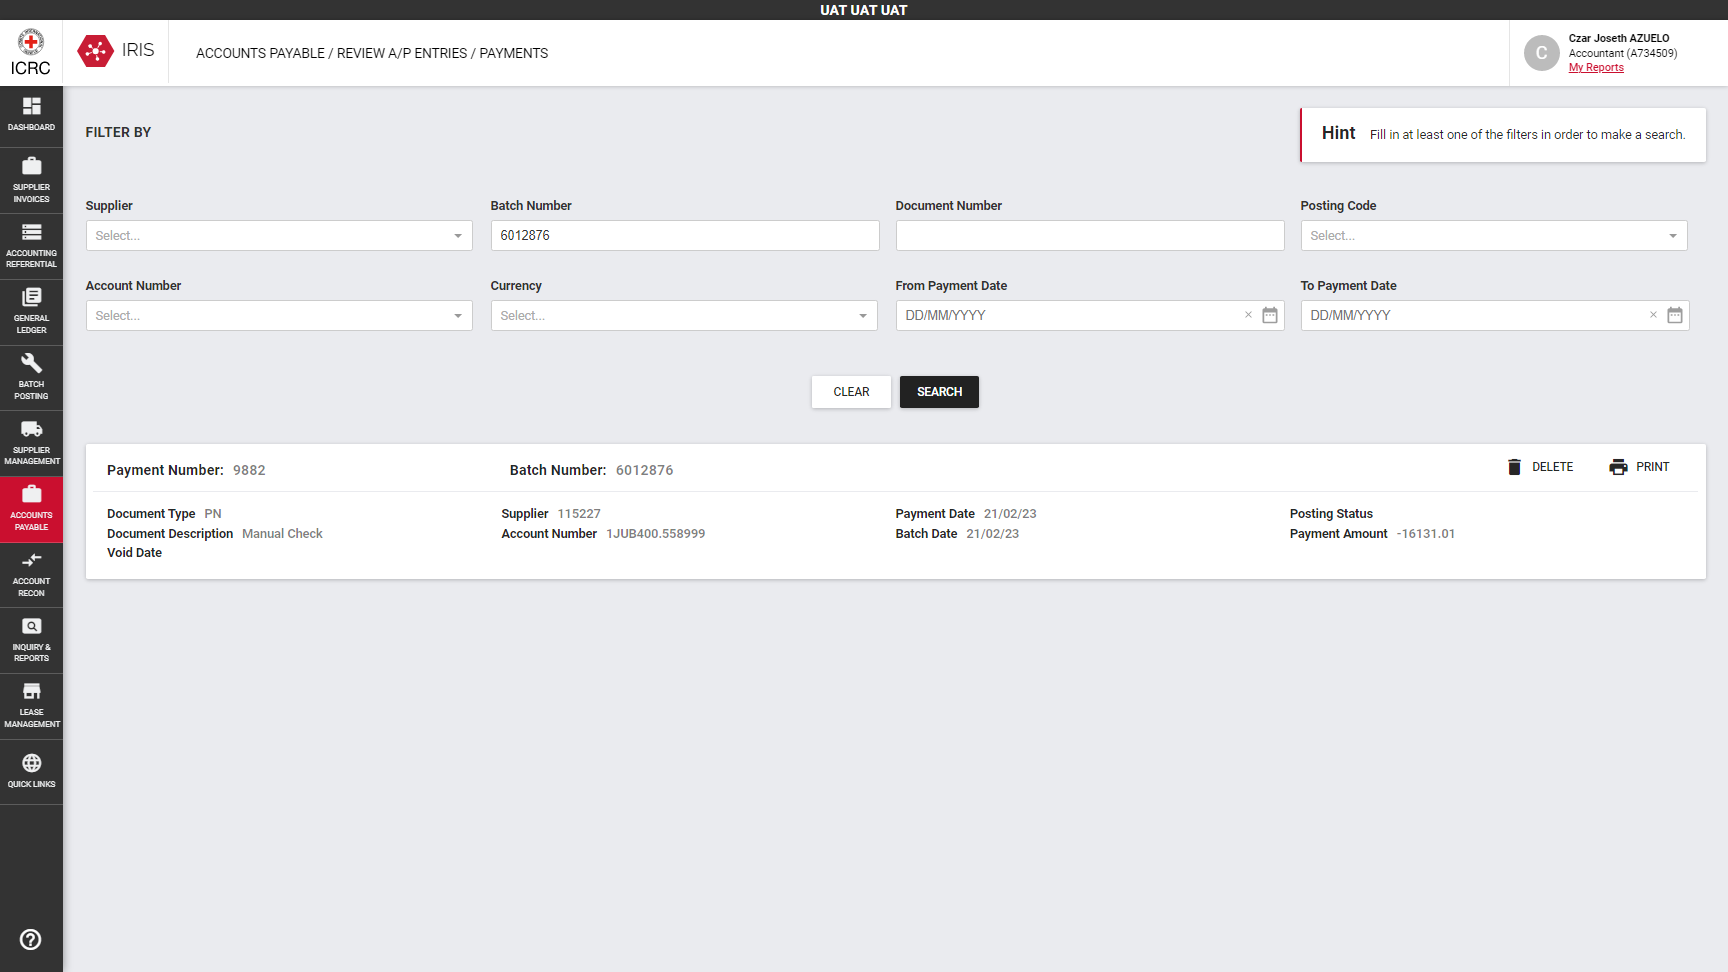 UAT UAT UAT
ICRC
IRIS
ACCOUNTS PAYABLE / REVIEW A/P ENTRIES / PAYMENTS
C
Czar Joseth AZUELO
Accountant (A734509)
My Reports
DASHBOARD
SUPPLIER
INVOICES
ACCOUNTING
REFERENTIAL
GENERAL
LEDGER
BATCH
POSTING
SUPPLIER
MANAGEMENT
ACCOUNTS
PAYABLE
ACCOUNT
RECON
INQUIRY &
REPORTS
LEASE
MANAGEMENT
QUICK LINKS
FILTER BY
Hint Fill in at least one of the filters in order to make a search.
Supplier Batch Number Document Number Posting Code
Select... 6012876 Select...
Account Number Currency From Payment Date To Payment Date
Select... Select... DD/MM/YYYY × DD/MM/YYYY ×
CLEAR SEARCH
Payment Number: 9882 Batch Number: 6012876 DELETE PRINT
Document Type PN Supplier 115227 Payment Date 21/02/23 Posting Status
Document Description Manual Check Account Number 1JUB400.558999 Batch Date 21/02/23 Payment Amount -16131.01
Void Date